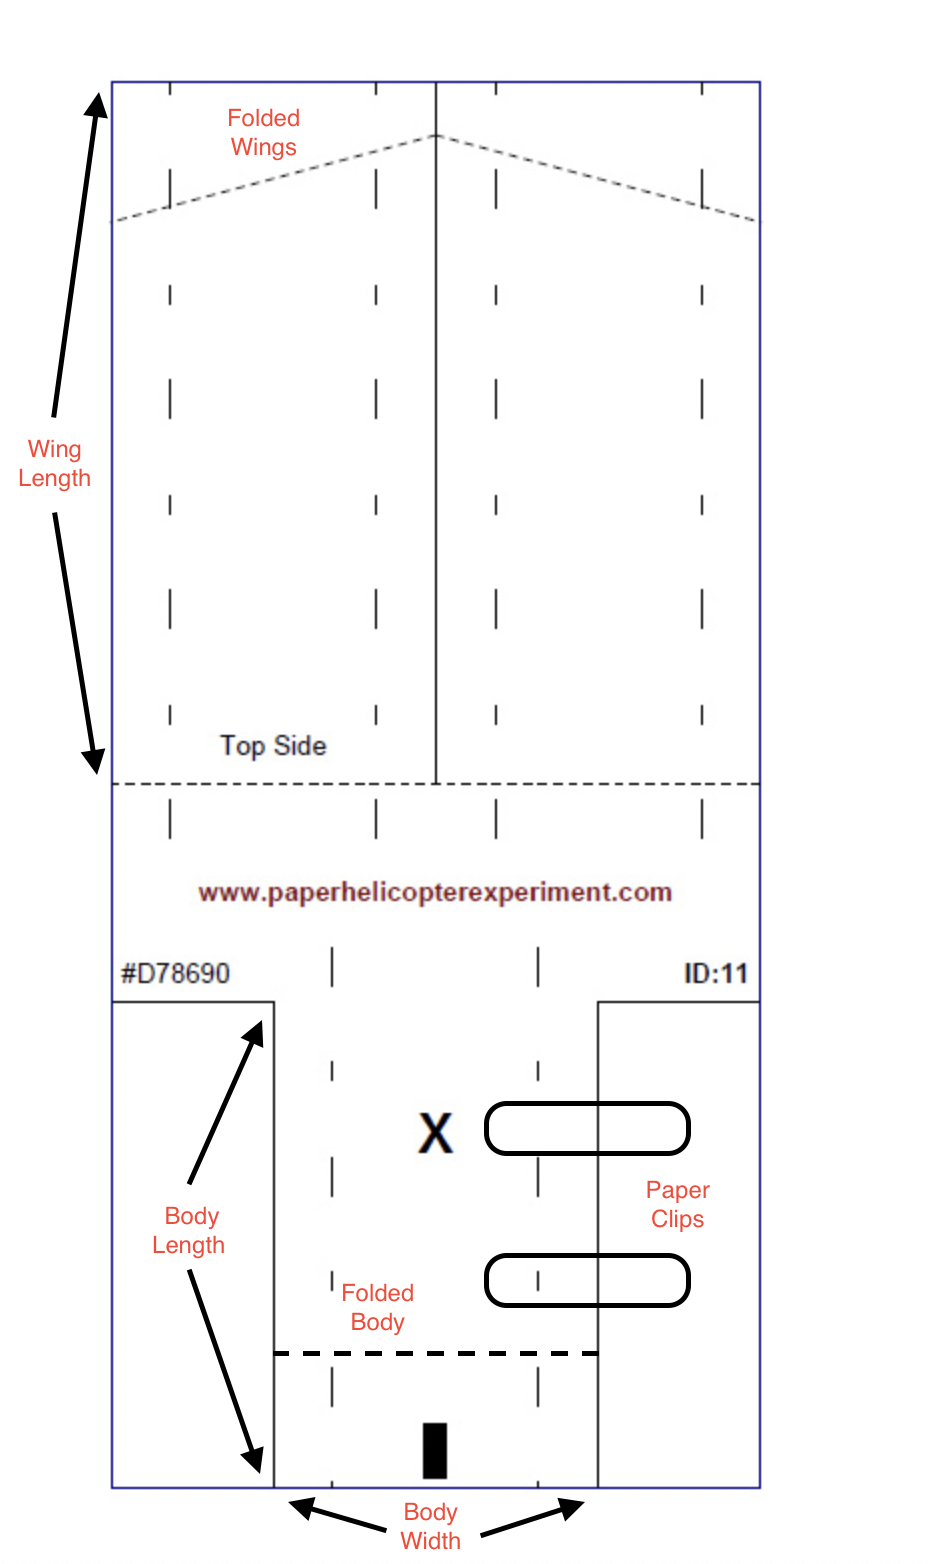 Folded
Wings
Wing
Length
Top Side
www.paperhelicopterexperiment.com
#D78690
ID:11
X
Paper
Clips
Body
Length
Folded
Body
Body
Width